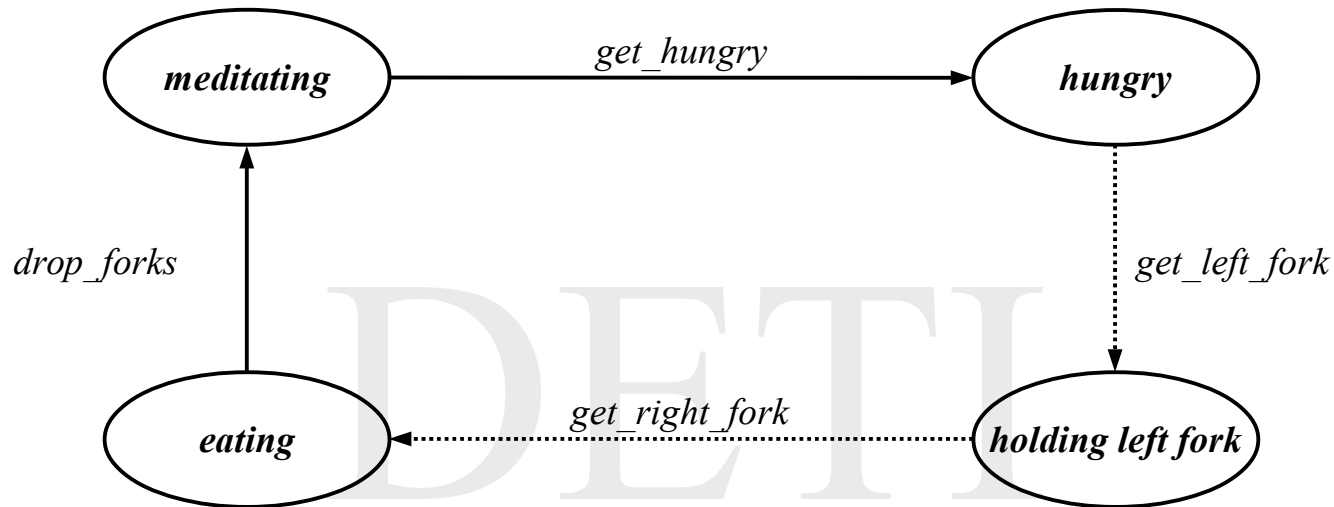 get_hungry
meditating
hungry
drop_forks
get_left_fork
get_right_fork
eating
holding left fork
DETI